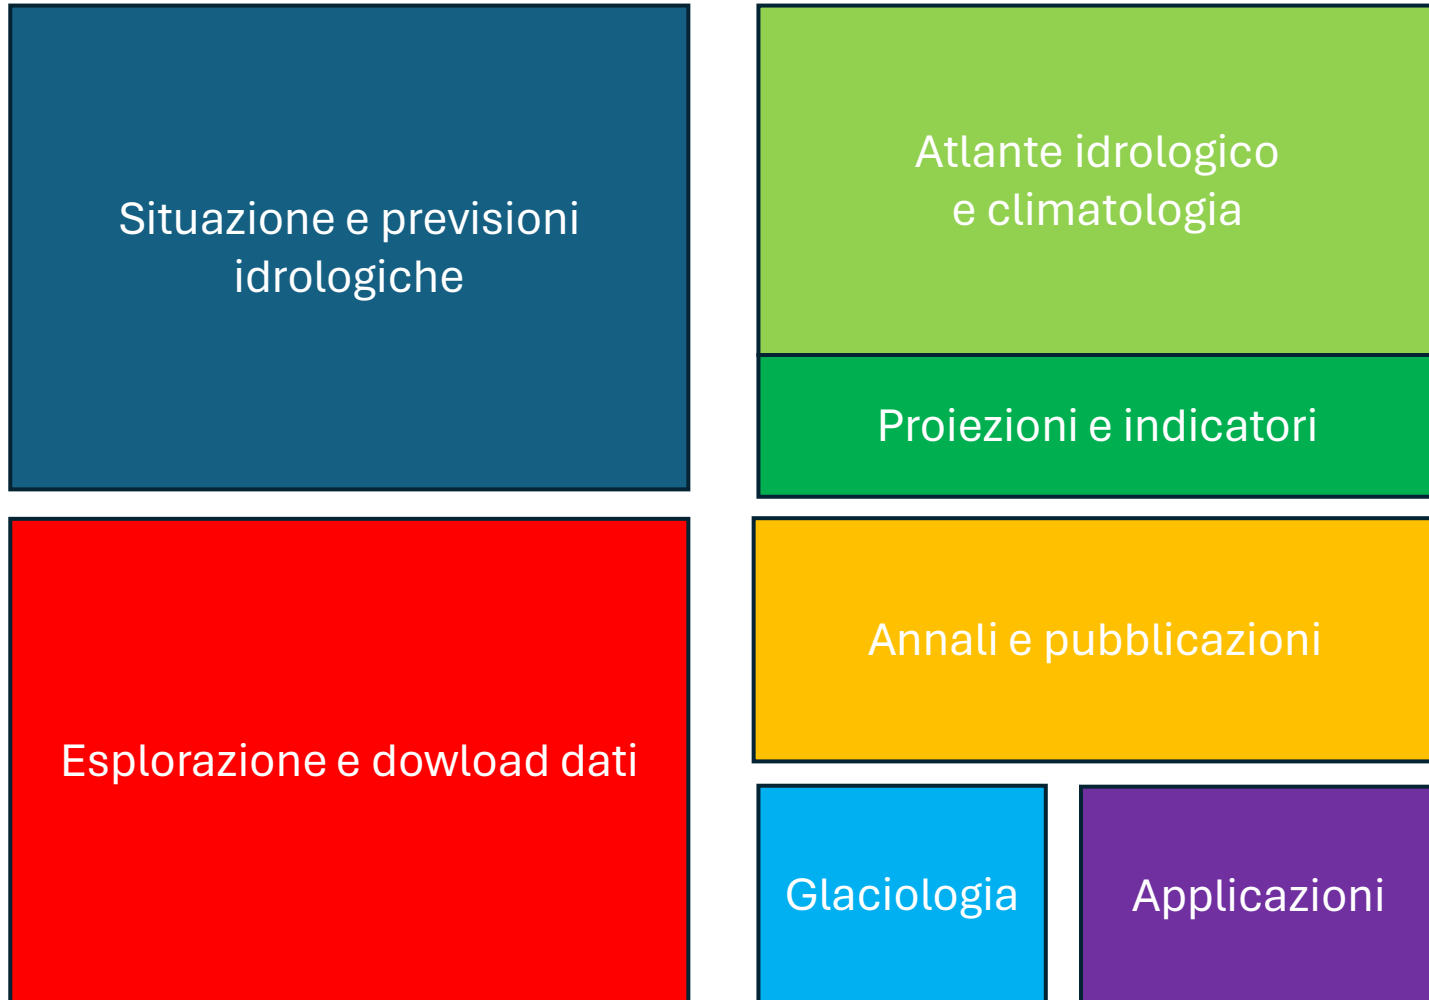 Situazione e previsioni
idrologiche
Atlante idrologico
e climatologia
Proiezioni e indicatori
Esplorazione e dowload dati
Annali e pubblicazioni
Glaciologia
Applicazioni